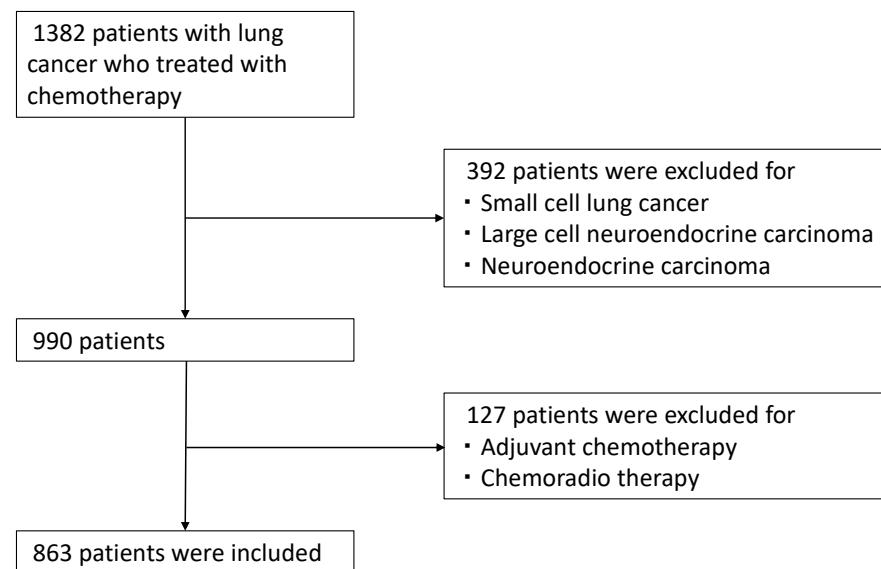 1382 patients with lung
cancer who treated with
chemotherapy
392 patients were excluded for
・Small cell lung cancer
・Large cell neuroendocrine carcinoma
・Neuroendocrine carcinoma
990 patients
127 patients were excluded for
・Adjuvant chemotherapy
・Chemoradio therapy
863 patients were included